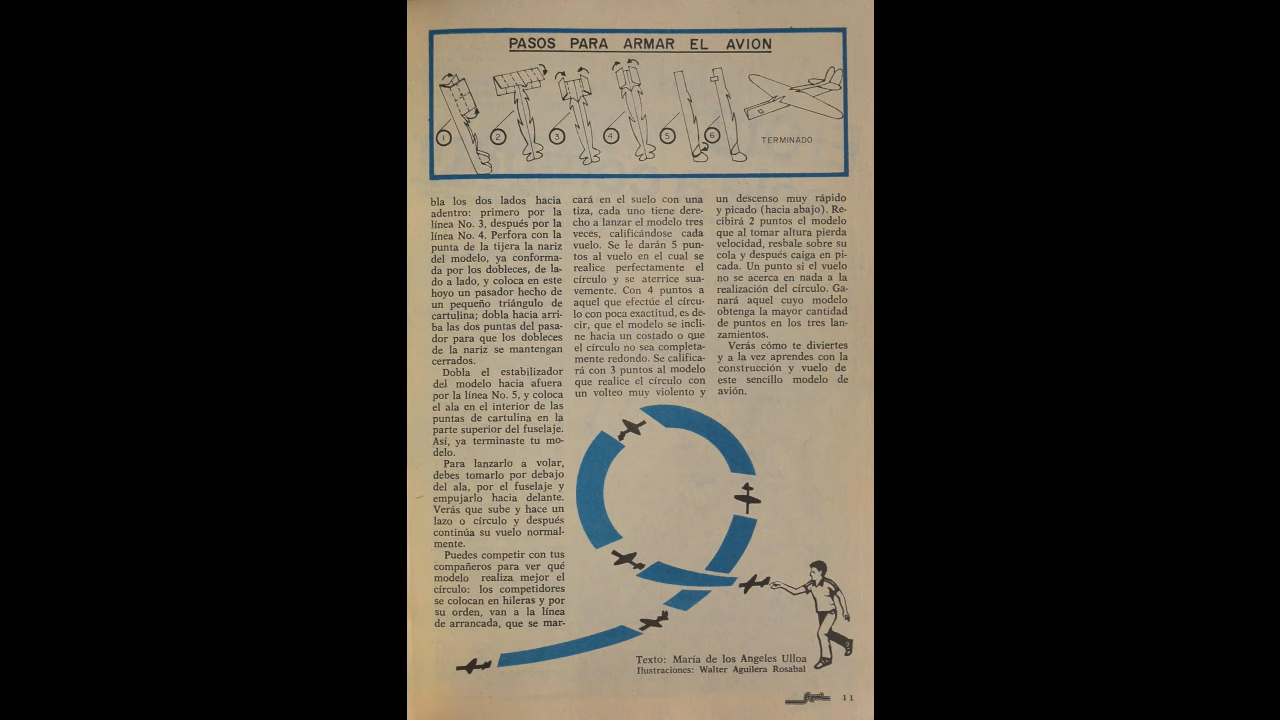 PASOS PARA ARMAR EL AVION
1
2
3
4
5
6
TERMINADO
bla los dos lados hacia
adentro: primero por la
línea No. 3, después por la
línea No. 4. Perfora con la
punta de la tijera la nariz
del modelo, ya conforma-
da por los dobleces, de la-
do a lado, y coloca en este
hoyo un pasador hecho de
un pequeño triángulo de
cartulina; dobla hacia arri-
ba las dos puntas del pasa-
dor para que los dobleces
de la nariz se mantengan
cerrados.
Dobla el estabilizador
del modelo hacia afuera
por la línea No. 5, y coloca
el ala en el interior de las
puntas de cartulina en la
parte superior del fuselaje.
Así, ya terminaste tu mo-
delo.
Para lanzarlo a volar,
debes tomarlo por debajo
del ala, por el fuselaje y
empujarlo hacia delante.
Verás que sube y hace un
lazo o círculo y después
continúa su vuelo normal-
mente.
Puedes competir con tus
compañeros para ver qué
modelo realiza mejor el
círculo: los competidores
se colocan en hileras y por
su orden, van a la línea
de arrancada, que se mar-
cará en el suelo con una
tiza, cada uno tiene dere-
cho a lanzar el modelo tres
veces, calificándose cada
vuelo. Se le darán 5 pun-
tos al vuelo en el cual se
realice perfectamente el
círculo y se aterrice sua-
vemente. Con 4 puntos a
aquel que efectúe el círcu-
lo con poca exactitud, es de-
cir, que el modelo se incli-
ne hacia un costado o que
el círculo no sea completa-
mente redondo. Se califica-
rá con 3 puntos al modelo
que realice el círculo con
un volteo muy violento y
un descenso muy rápido
y picado (hacia abajo). Re-
cibirá 2 puntos el modelo
que al tomar altura pierda
velocidad, resbale sobre su
cola y después caiga en pi-
cada. Un punto si el vuelo
no se acerca en nada a la
realización del círculo. Ga-
nará aquel cuyo modelo
obtenga la mayor cantidad
de puntos en los tres lan-
zamientos.
Verás cómo te diviertes
y a la vez aprendes con la
construcción y vuelo de
este sencillo modelo de
avión.
Texto: María de los Angeles Ulloa
Ilustraciones: Walter Aguilera Rosabal
11